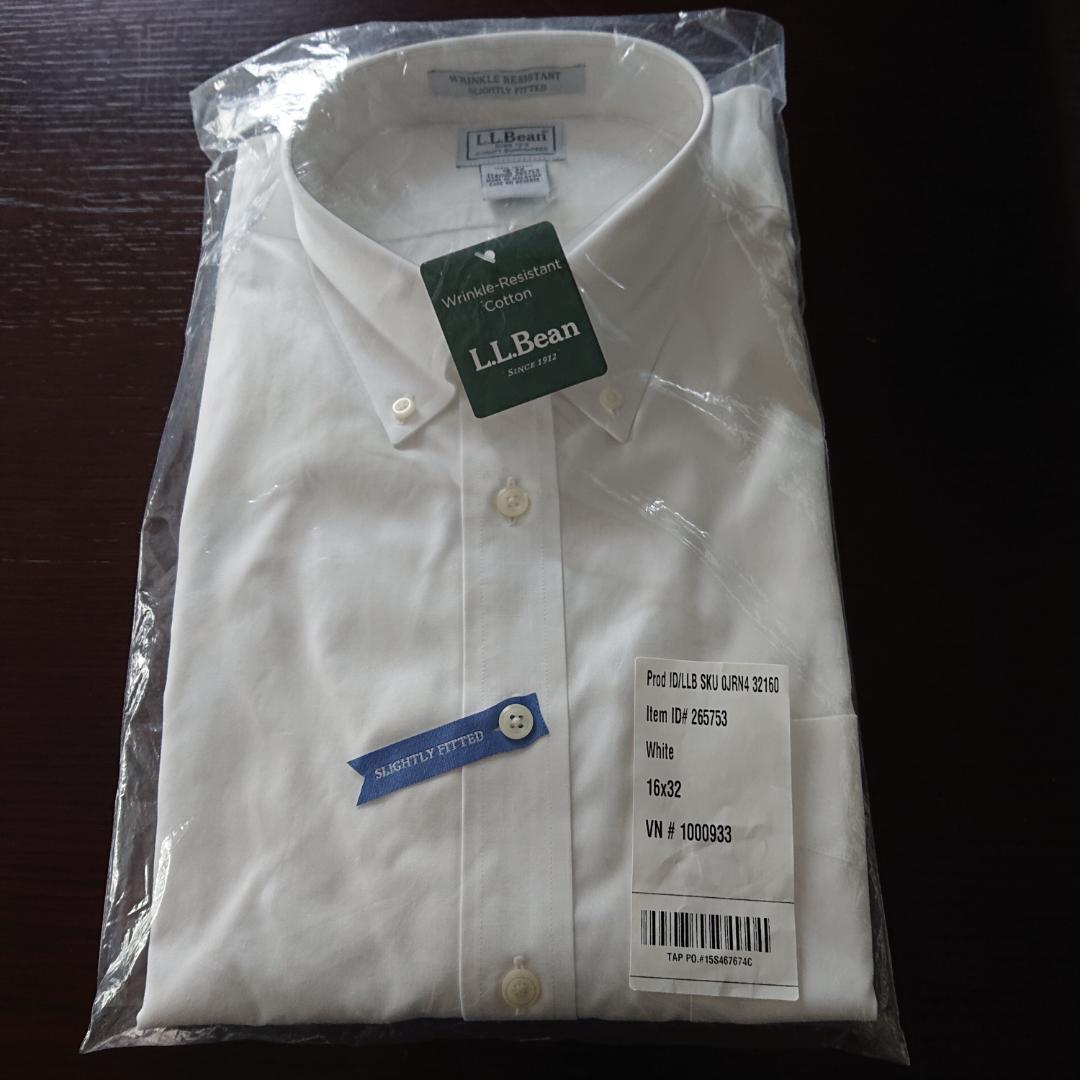 WRINKLE RESISTANT
SLIGHTLY FITTED
L.L.Bean
Wrinkle-Resistant
Cotton
L.L.Bean
SINCE 1912
SLIGHTLY FITTED
Prod ID/LLB SKU 0JRN4 32160
Item ID# 265753
White
16x32
VN # 1000933
TAP PO.#15S467674C